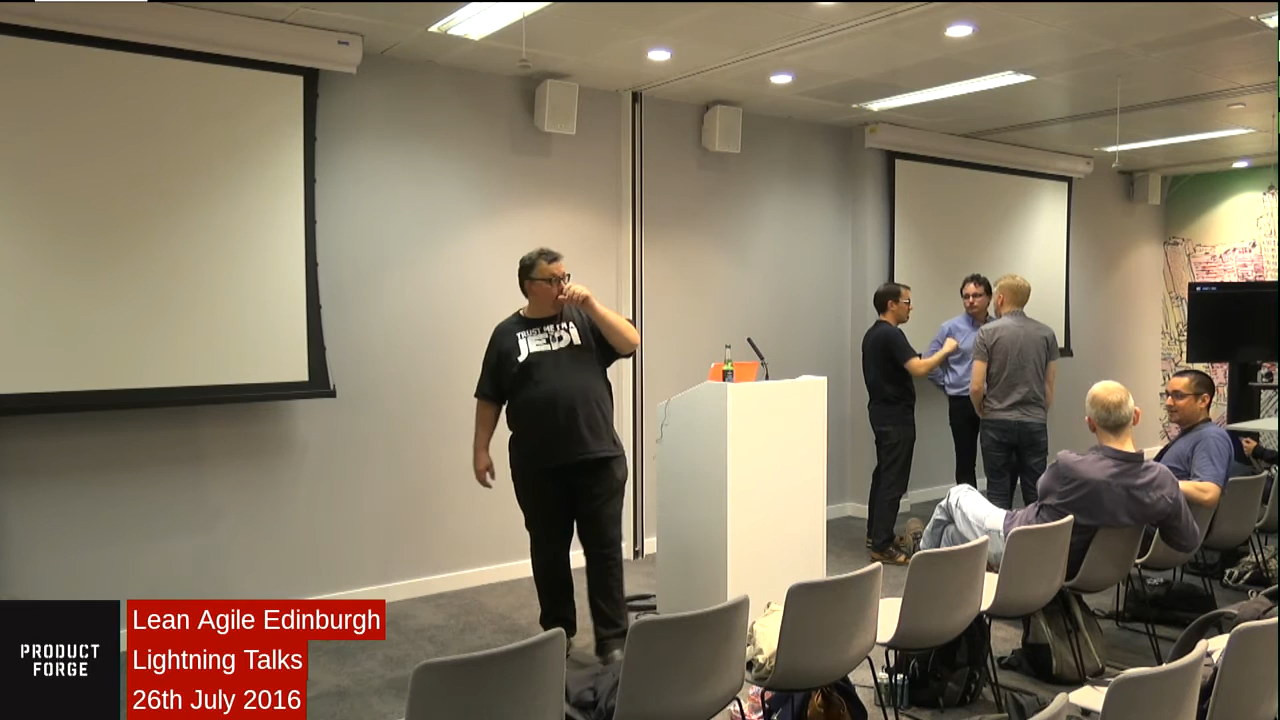 TRUST ME I'M A
JEDI
PRODUCT
FORGE
Lean Agile Edinburgh
Lightning Talks
26th July 2016